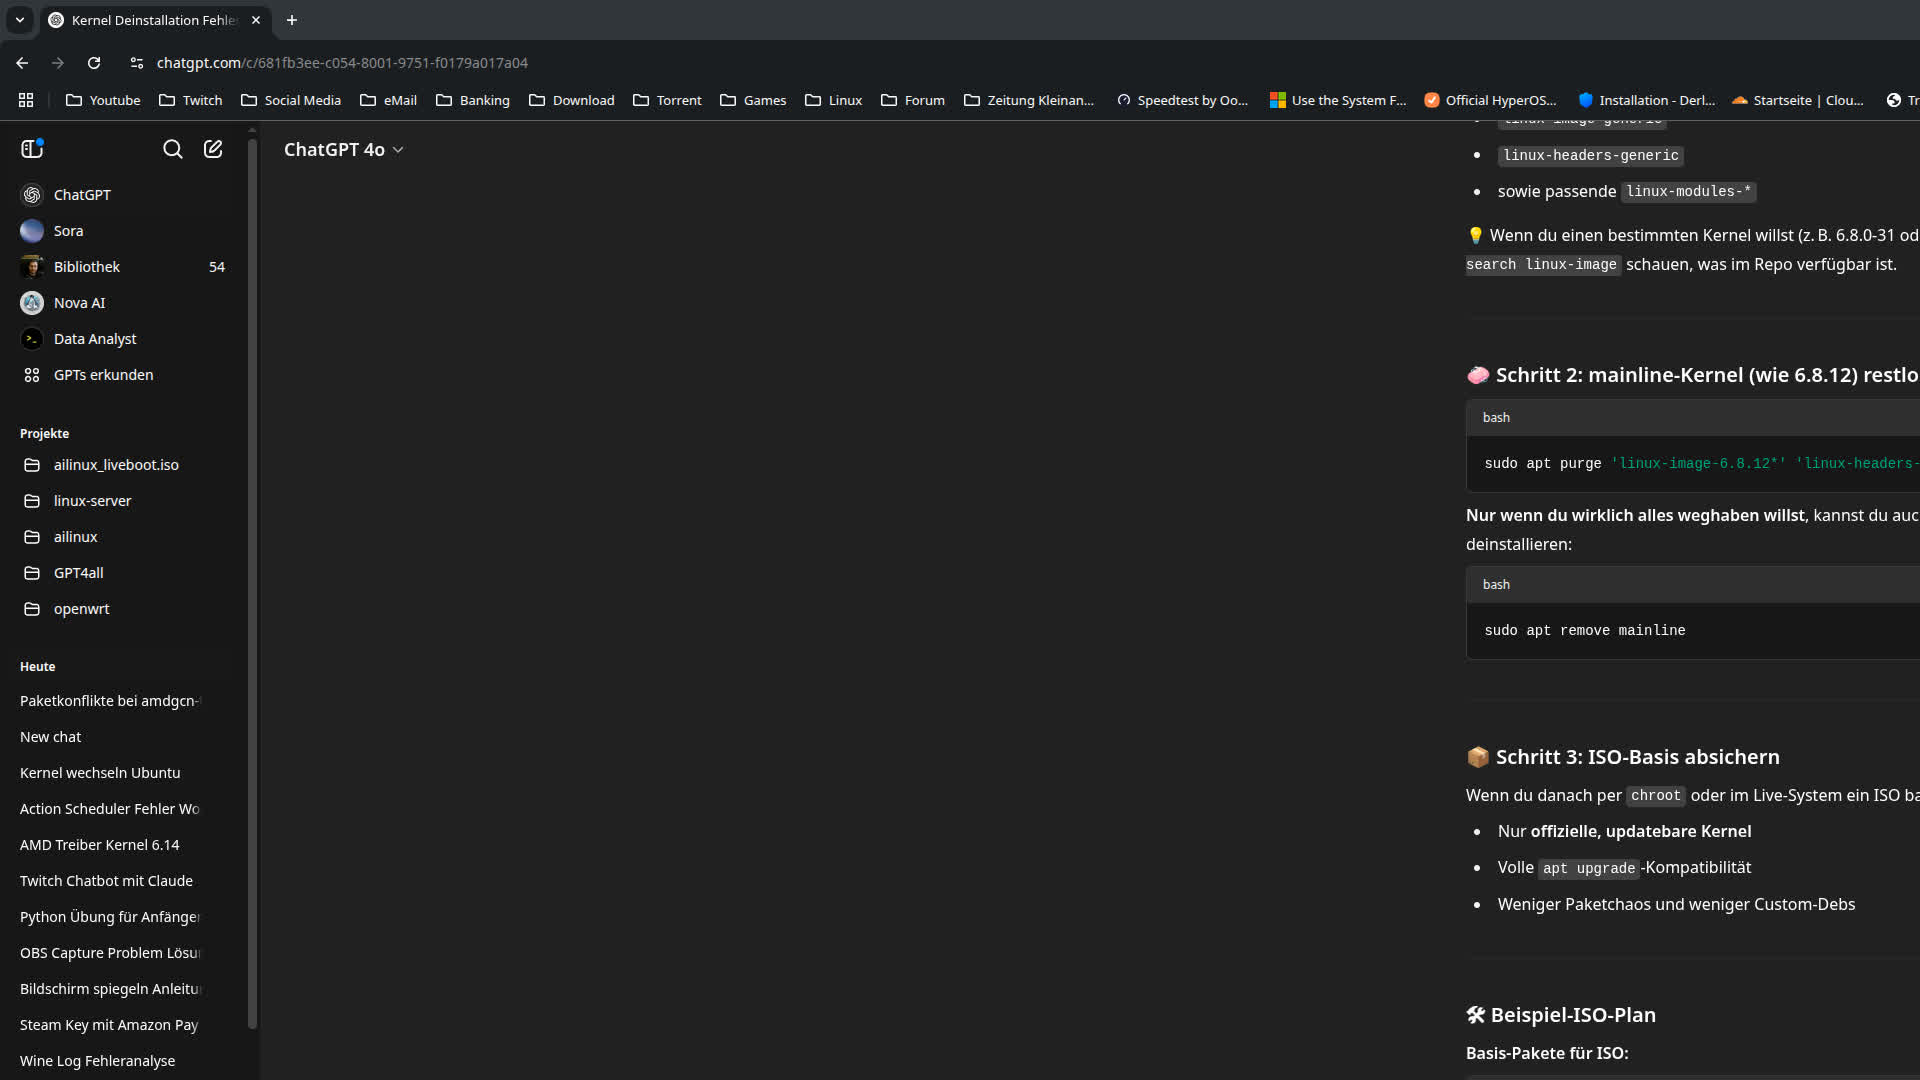 Kernel Deinstallation Fehle
chatgpt.com/c/681fb3ee-c054-8001-9751-f0179a017a04
Youtube Twitch Social Media eMail Banking Download Torrent Games Linux Forum Zeitung Kleinan... Speedtest by Oo... Use the System F... Official HyperOS... Installation - Derl... Startseite | Clou... Tr
ChatGPT 4o
ChatGPT
Sora
Bibliothek 54
Nova AI
Data Analyst
GPTs erkunden
Projekte
ailinux_liveboot.iso
linux-server
ailinux
GPT4all
openwrt
Heute
Paketkonflikte bei amdgcn-
New chat
Kernel wechseln Ubuntu
Action Scheduler Fehler Wo
AMD Treiber Kernel 6.14
Twitch Chatbot mit Claude
Python Übung für Anfänger
OBS Capture Problem Lösu
Bildschirm spiegeln Anleitu
Steam Key mit Amazon Pay
Wine Log Fehleranalyse
linux-image-generic
linux-headers-generic
sowie passende linux-modules-*
💡 Wenn du einen bestimmten Kernel willst (z. B. 6.8.0-31 od
search linux-image schauen, was im Repo verfügbar ist.
🧼 Schritt 2: mainline-Kernel (wie 6.8.12) restlo
bash
sudo apt purge 'linux-image-6.8.12*' 'linux-headers-
Nur wenn du wirklich alles weghaben willst, kannst du auc
deinstallieren:
bash
sudo apt remove mainline
📦 Schritt 3: ISO-Basis absichern
Wenn du danach per chroot oder im Live-System ein ISO ba
Nur offizielle, updatebare Kernel
Volle apt upgrade-Kompatibilität
Weniger Paketchaos und weniger Custom-Debs
🛠 Beispiel-ISO-Plan
Basis-Pakete für ISO: